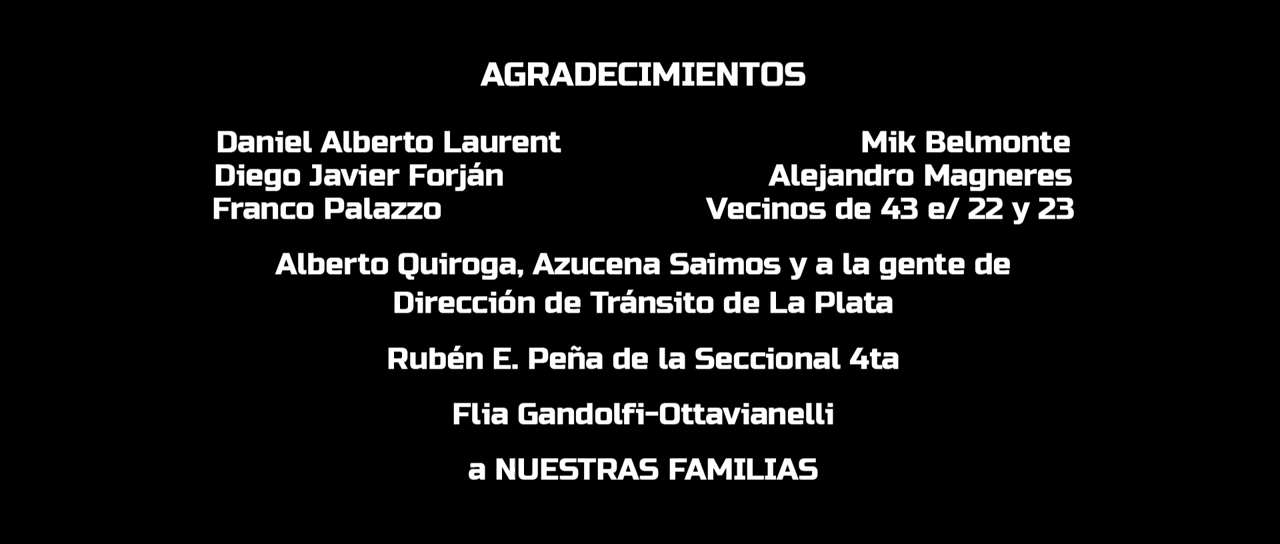 AGRADECIMIENTOS
Daniel Alberto Laurent Mik Belmonte
Diego Javier Forján Alejandro Magneres
Franco Palazzo Vecinos de 43 e/ 22 y 23
Alberto Quiroga, Azucena Saimos y a la gente de
Dirección de Tránsito de La Plata
Rubén E. Peña de la Seccional 4ta
Flia Gandolfi-Ottavianelli
a NUESTRAS FAMILIAS